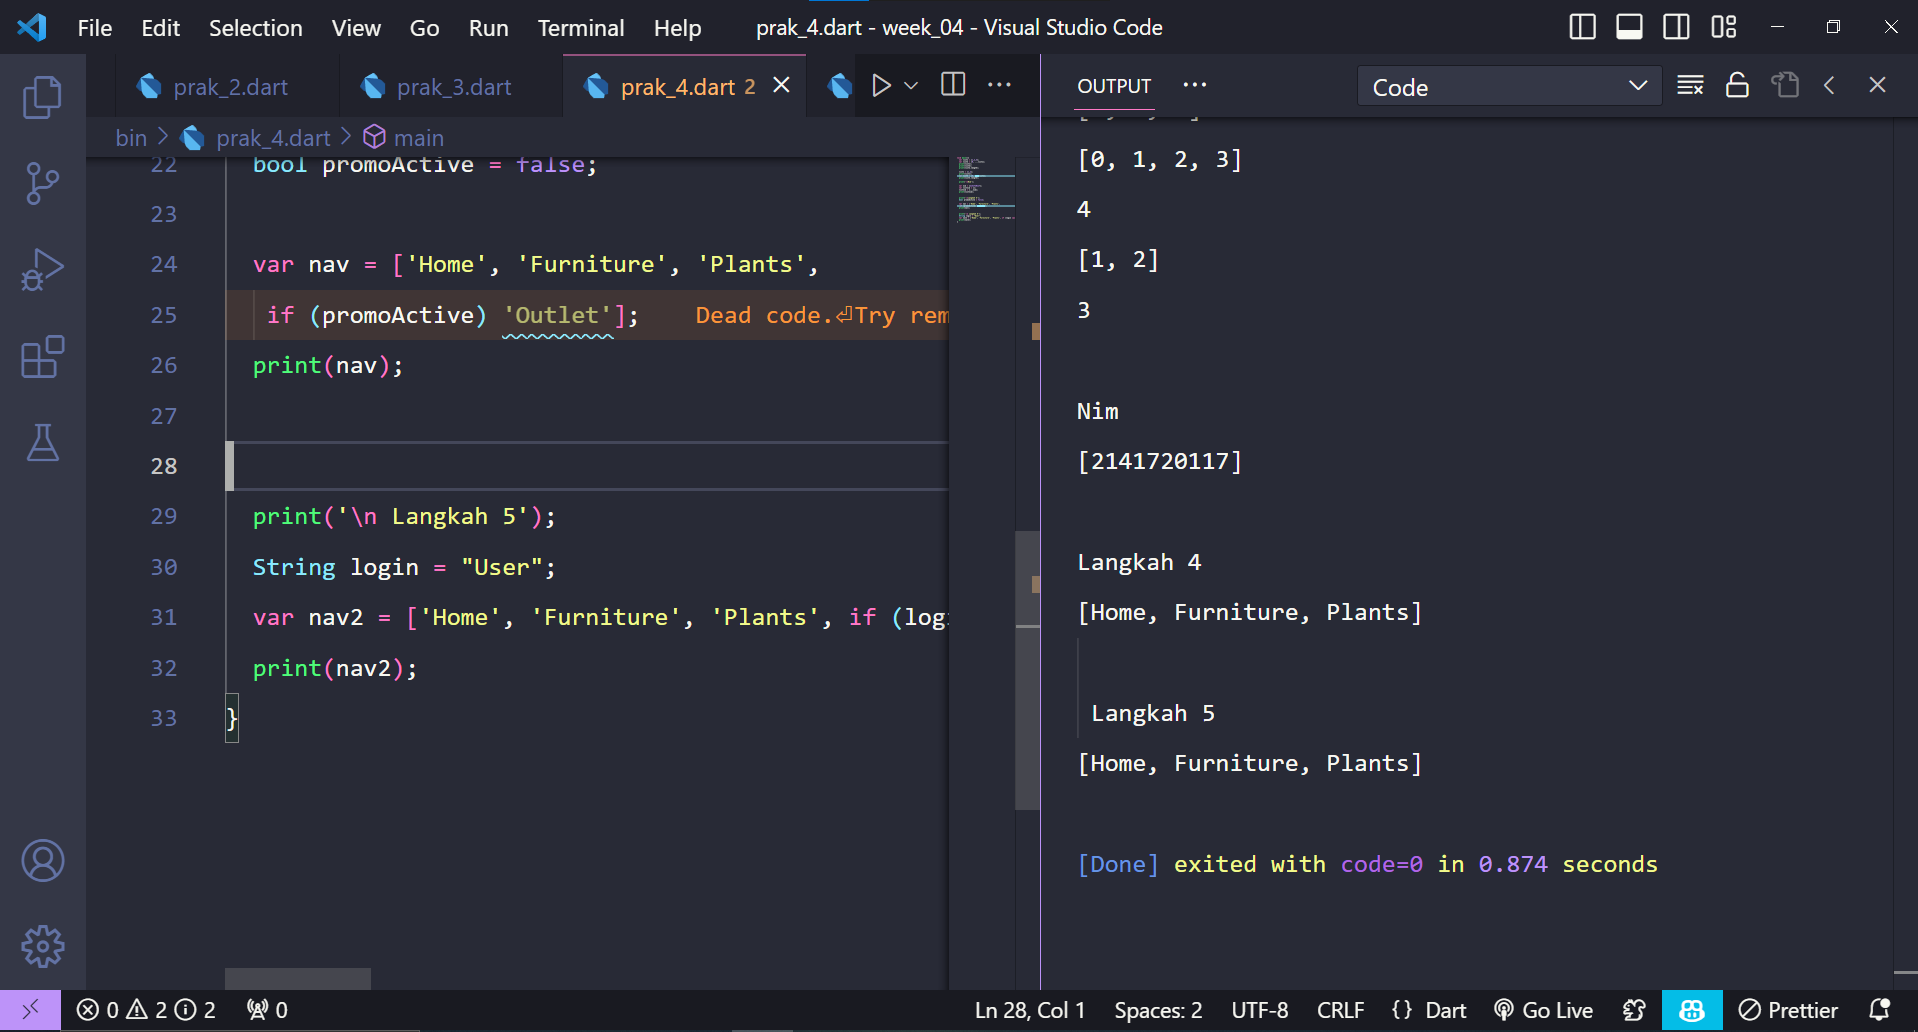 File Edit Selection View Go Run Terminal Help prak_4.dart - week_04 - Visual Studio Code
prak_2.dart prak_3.dart prak_4.dart 2
bin > prak_4.dart > main
22 bool promoActive = false;
23
24 var nav = ['Home', 'Furniture', 'Plants',
25 if (promoActive) 'Outlet']; Dead code.⏎Try rem
26 print(nav);
27
28
29 print('\n Langkah 5');
30 String login = "User";
31 var nav2 = ['Home', 'Furniture', 'Plants', if (log
32 print(nav2);
33 }
OUTPUT ··· Code
[0, 1, 2, 3]
4
[1, 2]
3
Nim
[2141720117]
Langkah 4
[Home, Furniture, Plants]
Langkah 5
[Home, Furniture, Plants]
[Done] exited with code=0 in 0.874 seconds
0 2 2 0 Ln 28, Col 1 Spaces: 2 UTF-8 CRLF {} Dart Go Live Prettier